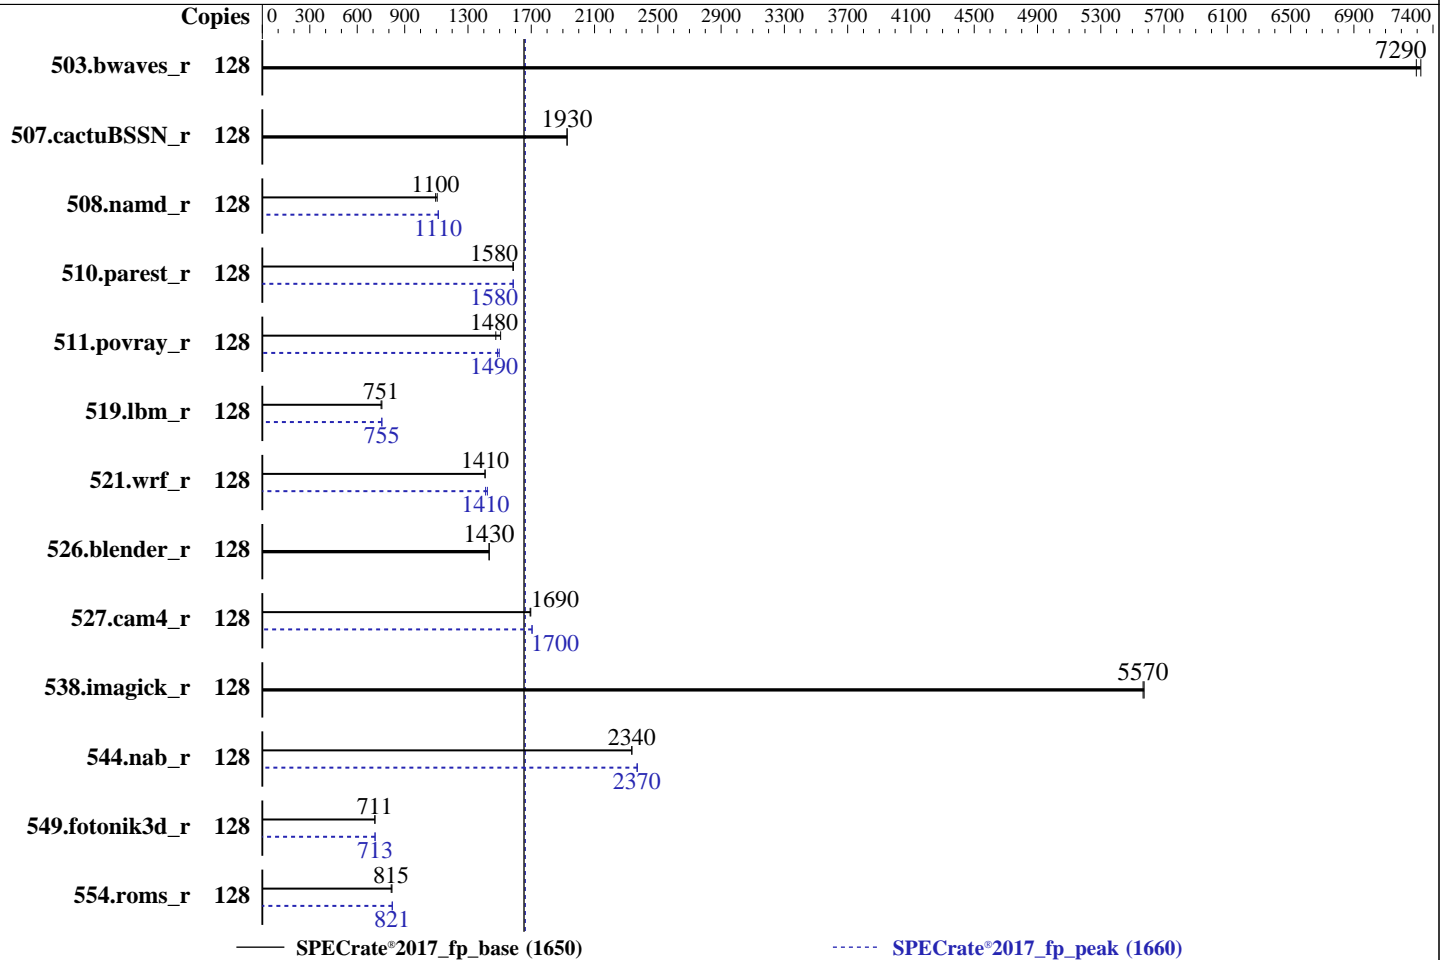 Copies 0 300 600 900 1300 1700 2100 2500 2900 3300 3700 4100 4500 4900 5300 5700 6100 6500 6900 7400
503.bwaves_r 128 7290
507.cactuBSSN_r 128 1930
508.namd_r 128 1100
1110
510.parest_r 128 1580
1580
511.povray_r 128 1480
1490
519.lbm_r 128 751
755
521.wrf_r 128 1410
1410
526.blender_r 128 1430
527.cam4_r 128 1690
1700
538.imagick_r 128 5570
544.nab_r 128 2340
2370
549.fotonik3d_r 128 711
713
554.roms_r 128 815
821
SPECrate®2017_fp_base (1650) SPECrate®2017_fp_peak (1660)